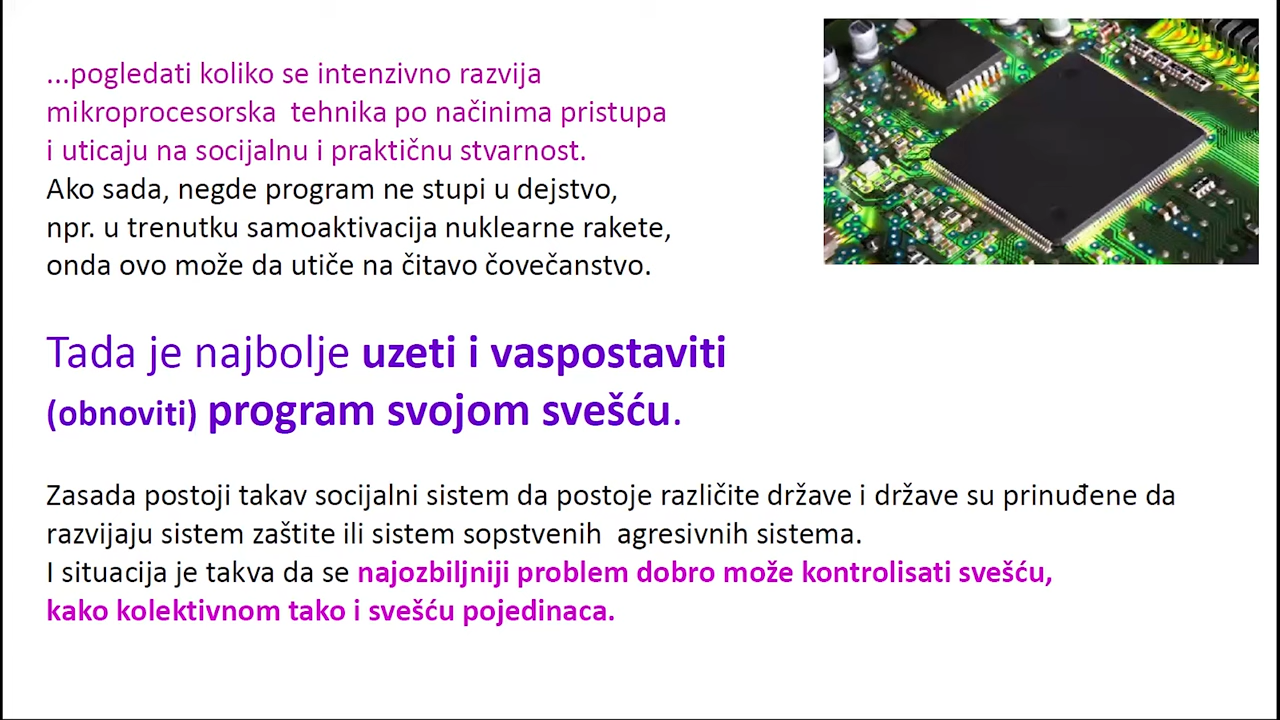 ...pogledati koliko se intenzivno razvija
mikroprocesorska tehnika po načinima pristupa
i uticaju na socijalnu i praktičnu stvarnost.
Ako sada, negde program ne stupi u dejstvo,
npr. u trenutku samoaktivacija nuklearne rakete,
onda ovo može da utiče na čitavo čovečanstvo.
Tada je najbolje uzeti i vaspostaviti
(obnoviti) program svojom svešću.
Zasada postoji takav socijalni sistem da postoje različite države i države su prinuđene da
razvijaju sistem zaštite ili sistem sopstvenih agresivnih sistema.
I situacija je takva da se najozbiljniji problem dobro može kontrolisati svešću,
kako kolektivnom tako i svešću pojedinaca.